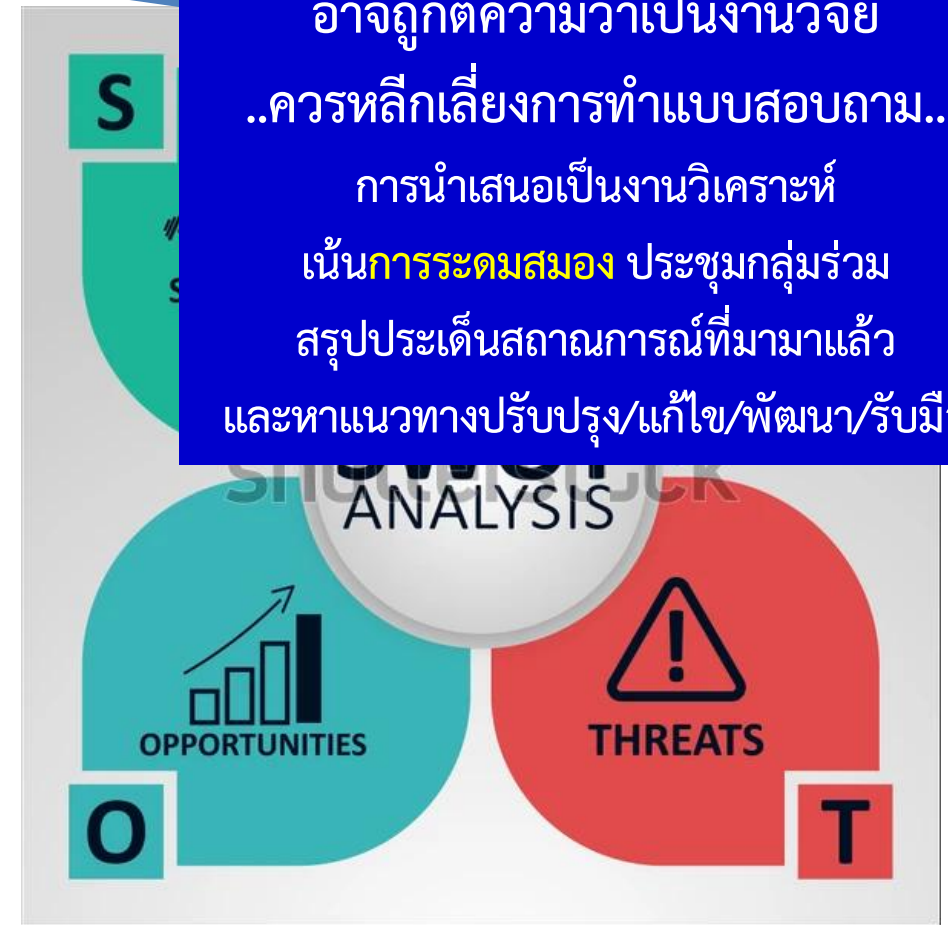 อาจถูกตีความว่าเป็นงานวิจัย
S
..ควรหลีกเลี่ยงการทำแบบสอบถาม..
การนำเสนอเป็นงานวิเคราะห์
เน้นการระดมสมอง ประชุมกลุ่มร่วม
สรุปประเด็นสถาณการณ์ที่มามาแล้ว
และหาแนวทางปรับปรุง/แก้ไข/พัฒนา/รับมือ
shutterstock
ANALYSIS
OPPORTUNITIES
THREATS
O
T